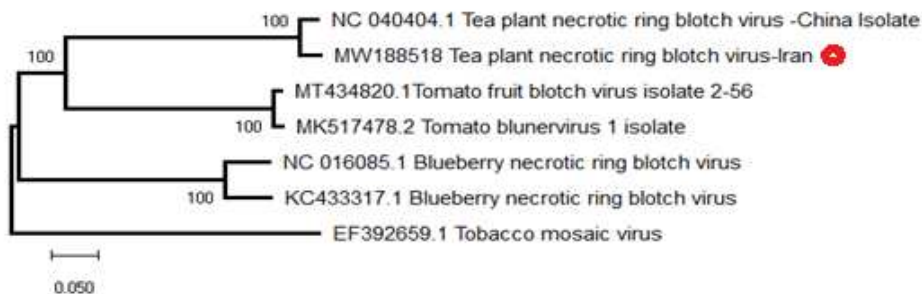 100
NC 040404.1 Tea plant necrotic ring blotch virus -China Isolate
100
MW188518 Tea plant necrotic ring blotch virus-Iran
MT434820.1Tomato fruit blotch virus isolate 2-56
100
MK517478.2 Tomato blunervirus 1 isolate
NC 016085.1 Blueberry necrotic ring blotch virus
100
KC433317.1 Blueberry necrotic ring blotch virus
EF392659.1 Tobacco mosaic virus
0.050